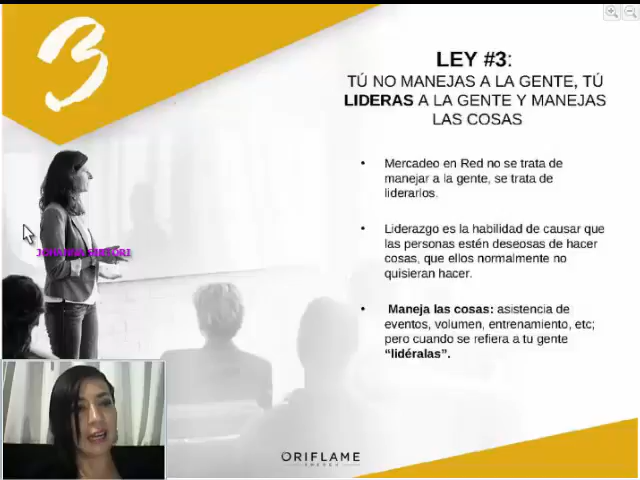 3
LEY #3:
TÚ NO MANEJAS A LA GENTE, TÚ
LIDERAS A LA GENTE Y MANEJAS
LAS COSAS
• Mercadeo en Red no se trata de
manejar a la gente, se trata de
liderarlos.
• Liderazgo es la habilidad de causar que
las personas estén deseosas de hacer
cosas, que ellos normalmente no
quisieran hacer.
• Maneja las cosas: asistencia de
eventos, volumen, entrenamiento, etc;
pero cuando se refiera a tu gente
“lidéralas”.
ORIFLAME
SWEDEN